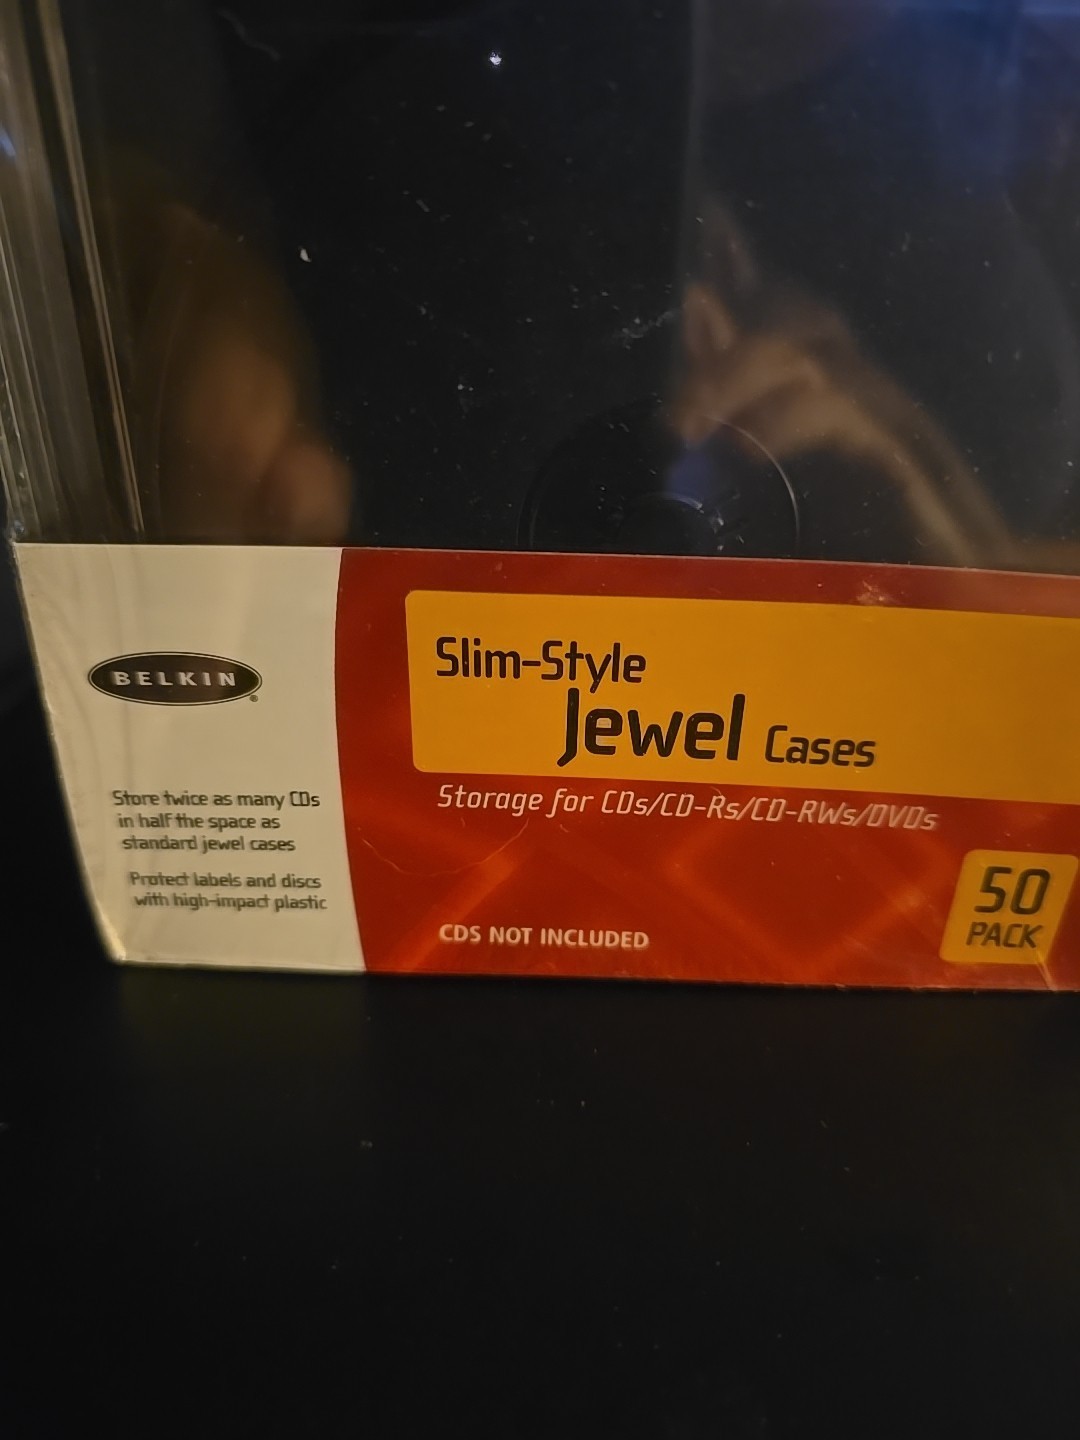 BELKIN®
Store twice as many CDs
in half the space as
standard jewel cases
Protect labels and discs
with high-impact plastic
Slim-Style
Jewel Cases
Storage for CDs/CD-Rs/CD-RWs/DVDs
CDS NOT INCLUDED
50
PACK